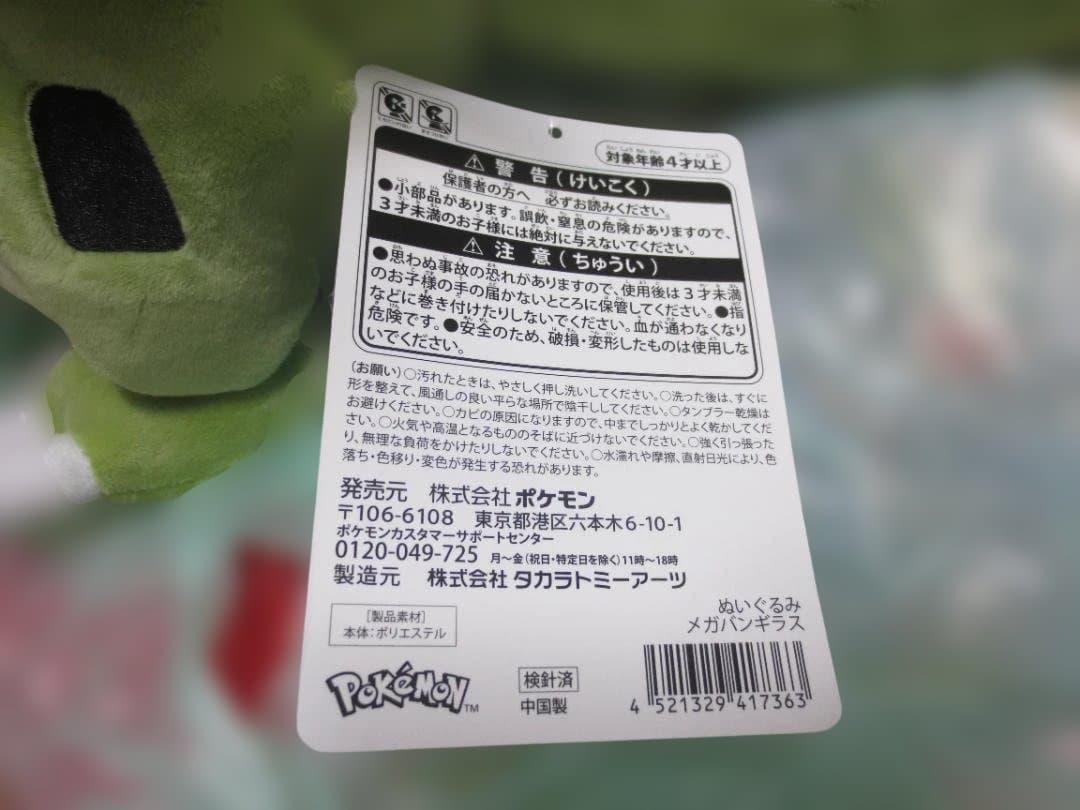 対象年齢4才以上
⚠ 警告(けいこく)
保護者の方へ 必ずお読みください。
●小部品があります。誤飲・窒息の危険がありますので、
3才未満のお子様には絶対に与えないでください。
⚠ 注意(ちゅうい)
●思わぬ事故の恐れがありますので、使用後は3才未満
のお子様の手の届かないところに保管してください。●指
などに巻き付けたりしないでください。血が通わなくなり
危険です。●安全のため、破損・変形したものは使用しな
いでください。
(お願い)○汚れたときは、やさしく押し洗いしてください。○洗った後は、すぐに
形を整えて、風通しの良い平らな場所で陰干ししてください。○タンブラー乾燥は
お避けください。○カビの原因になりますので、中までしっかりとよく乾かしてくだ
さい。○火気や高温となるもののそばに近づけないでください。○強く引っ張った
り、無理な負荷をかけたりしないでください。○水濡れや摩擦、直射日光により、色
落ち・色移り・変色が発生する恐れがあります。
発売元 株式会社ポケモン
〒106-6108 東京都港区六本木6-10-1
ポケモンカスタマーサポートセンター
0120-049-725 月~金(祝日・特定日を除く)11時~18時
製造元 株式会社タカラトミーアーツ
ぬいぐるみ
メガバンギラス
[製品素材]
本体:ポリエステル
POKéMON TM
検針済
中国製
4 521329 417363